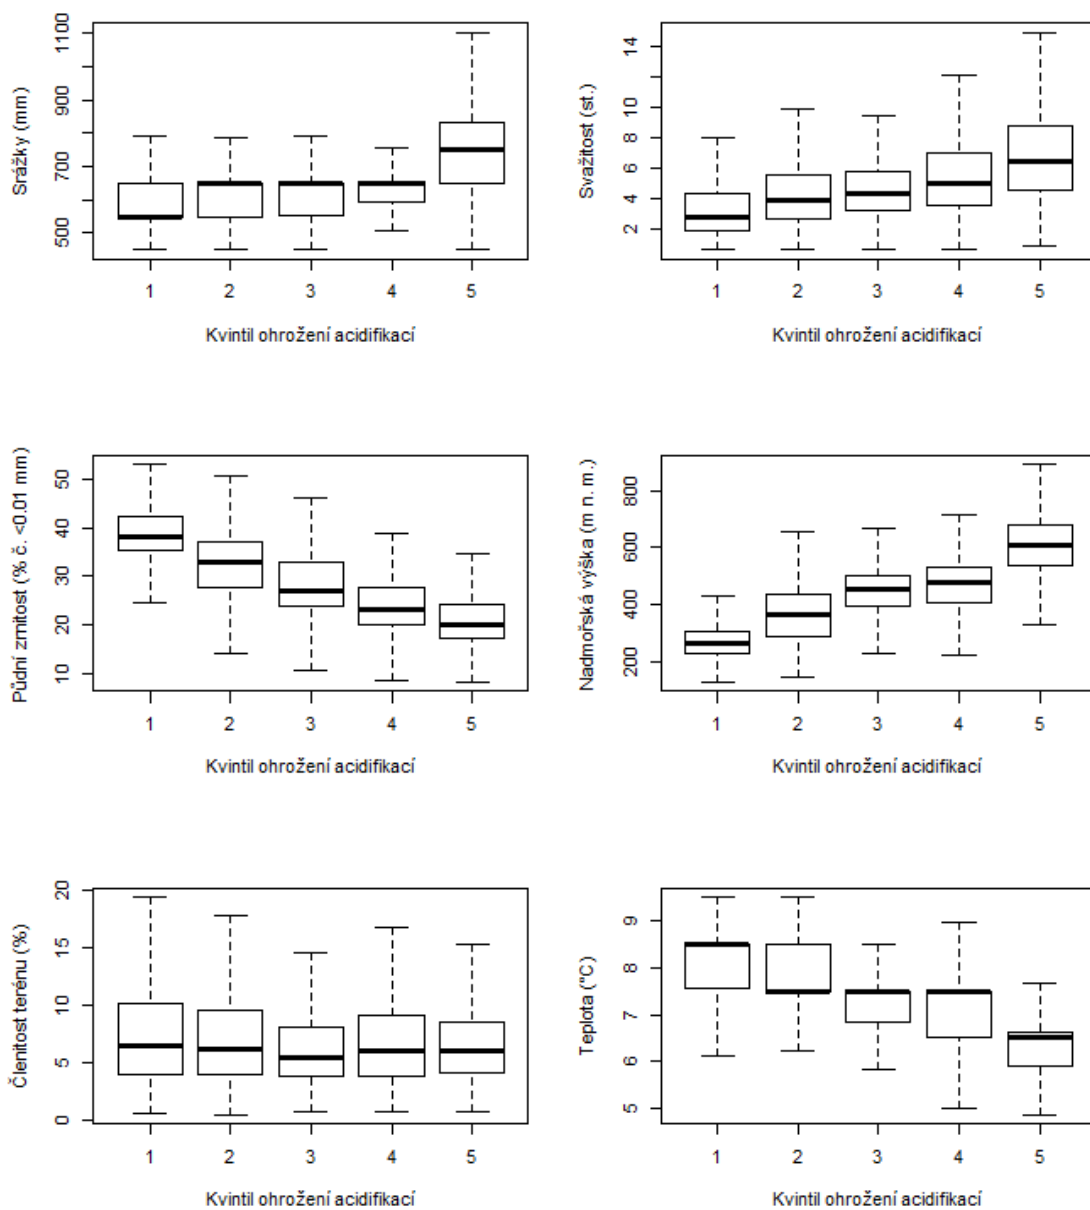 Srážky (mm)
500 700 900 1100
1 2 3 4 5
Kvintil ohrožení acidifikací
Svažitost (st.)
2 4 6 8 10 14
1 2 3 4 5
Kvintil ohrožení acidifikací
Půdní zrnitost (% č. <0.01 mm)
10 20 30 40 50
1 2 3 4 5
Kvintil ohrožení acidifikací
Nadmořská výška (m n. m.)
200 400 600 800
1 2 3 4 5
Kvintil ohrožení acidifikací
Členitost terénu (%)
0 5 10 15 20
1 2 3 4 5
Kvintil ohrožení acidifikací
Teplota (°C)
5 6 7 8 9
1 2 3 4 5
Kvintil ohrožení acidifikací